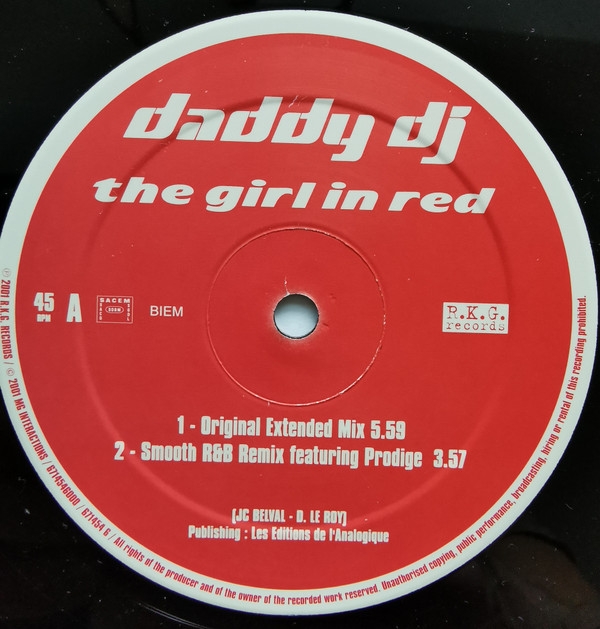 daddy dj
the girl in red
45
RPM
A
SACEM
BIEM
R.K.G.
records
1 - Original Extended Mix 5.59
2 - Smooth R&B Remix featuring Prodige 3.57
(JC BELVAL - D. LE ROY)
Publishing : Les Editions de l'Analogique
℗ 2001 R.K.G. RECORDS / © 2001 MG INTERACTIONS / 6714546000 / 671454 6 / All rights of the producer and of the owner of the recorded work reserved. Unauthorised copying, public performance, broadcasting, hiring or rental of this recording prohibited.